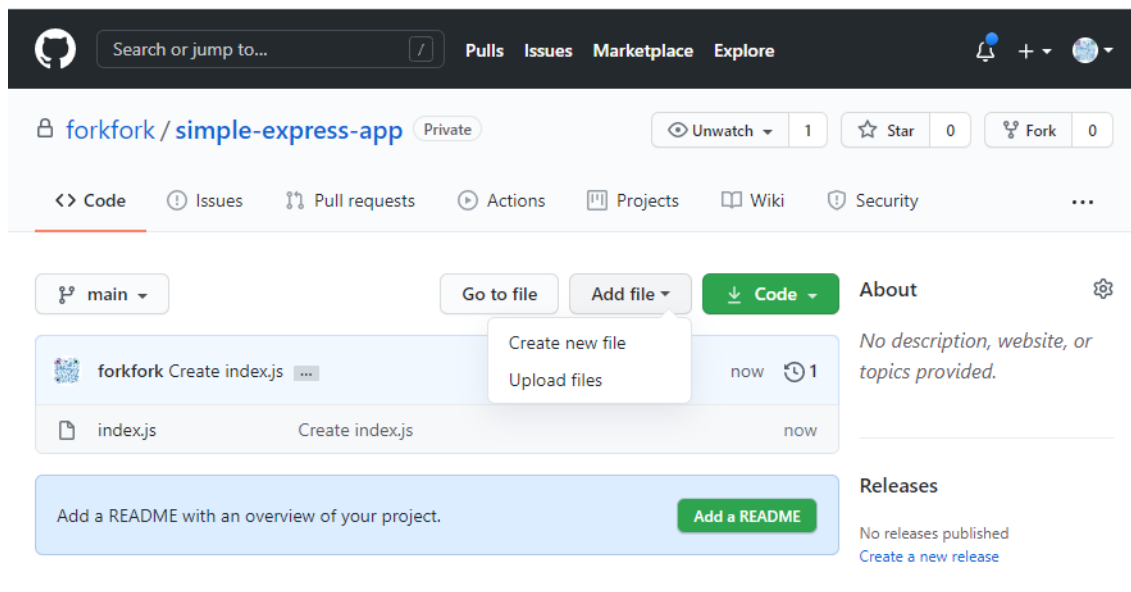 Search or jump to... / Pulls Issues Marketplace Explore
forkfork / simple-express-app Private Unwatch 1 Star 0 Fork 0
<> Code Issues Pull requests Actions Projects Wiki Security ...
main Go to file Add file Code About
Create new file
Upload files
No description, website, or
topics provided.
forkfork Create index.js ... now 1
index.js Create index.js now
Releases
Add a README with an overview of your project. Add a README
No releases published
Create a new release